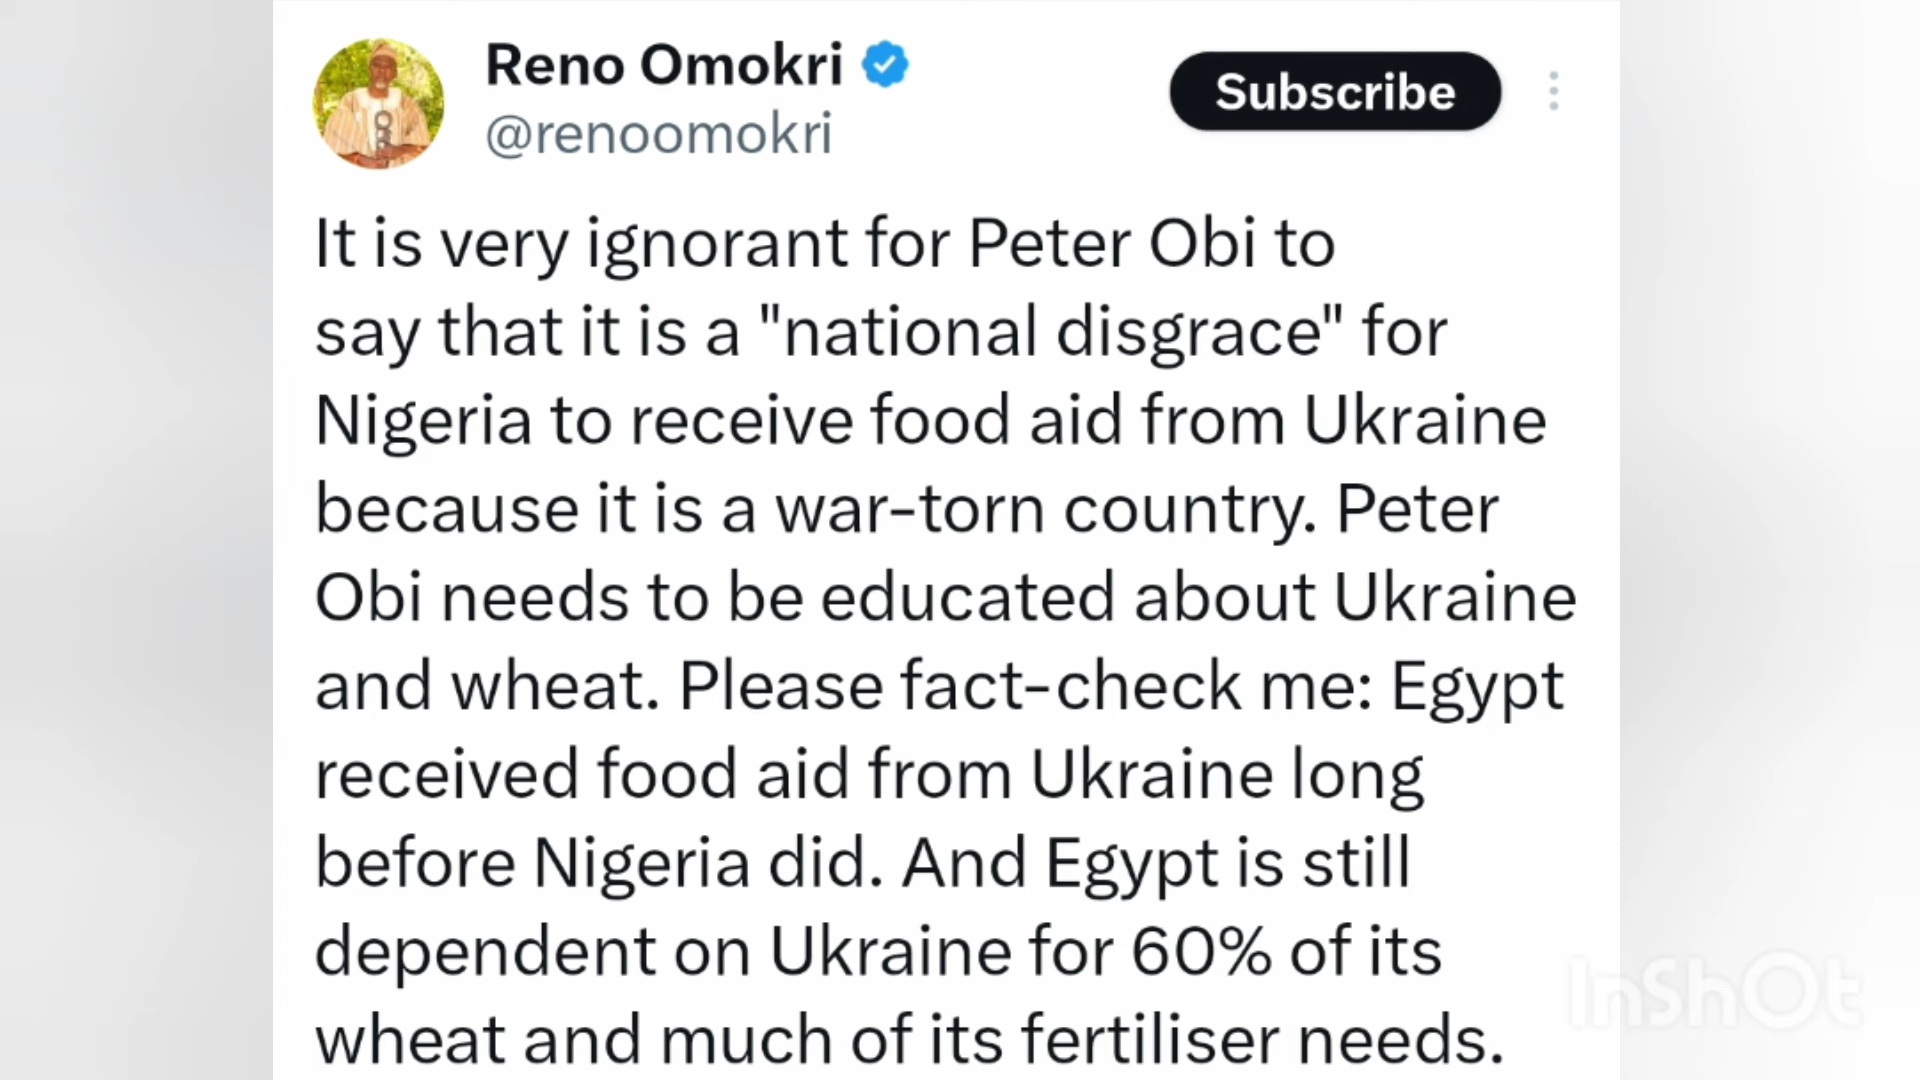 Reno Omokri
@renoomokri
Subscribe
It is very ignorant for Peter Obi to
say that it is a "national disgrace" for
Nigeria to receive food aid from Ukraine
because it is a war-torn country. Peter
Obi needs to be educated about Ukraine
and wheat. Please fact-check me: Egypt
received food aid from Ukraine long
before Nigeria did. And Egypt is still
dependent on Ukraine for 60% of its
wheat and much of its fertiliser needs.
InShOt